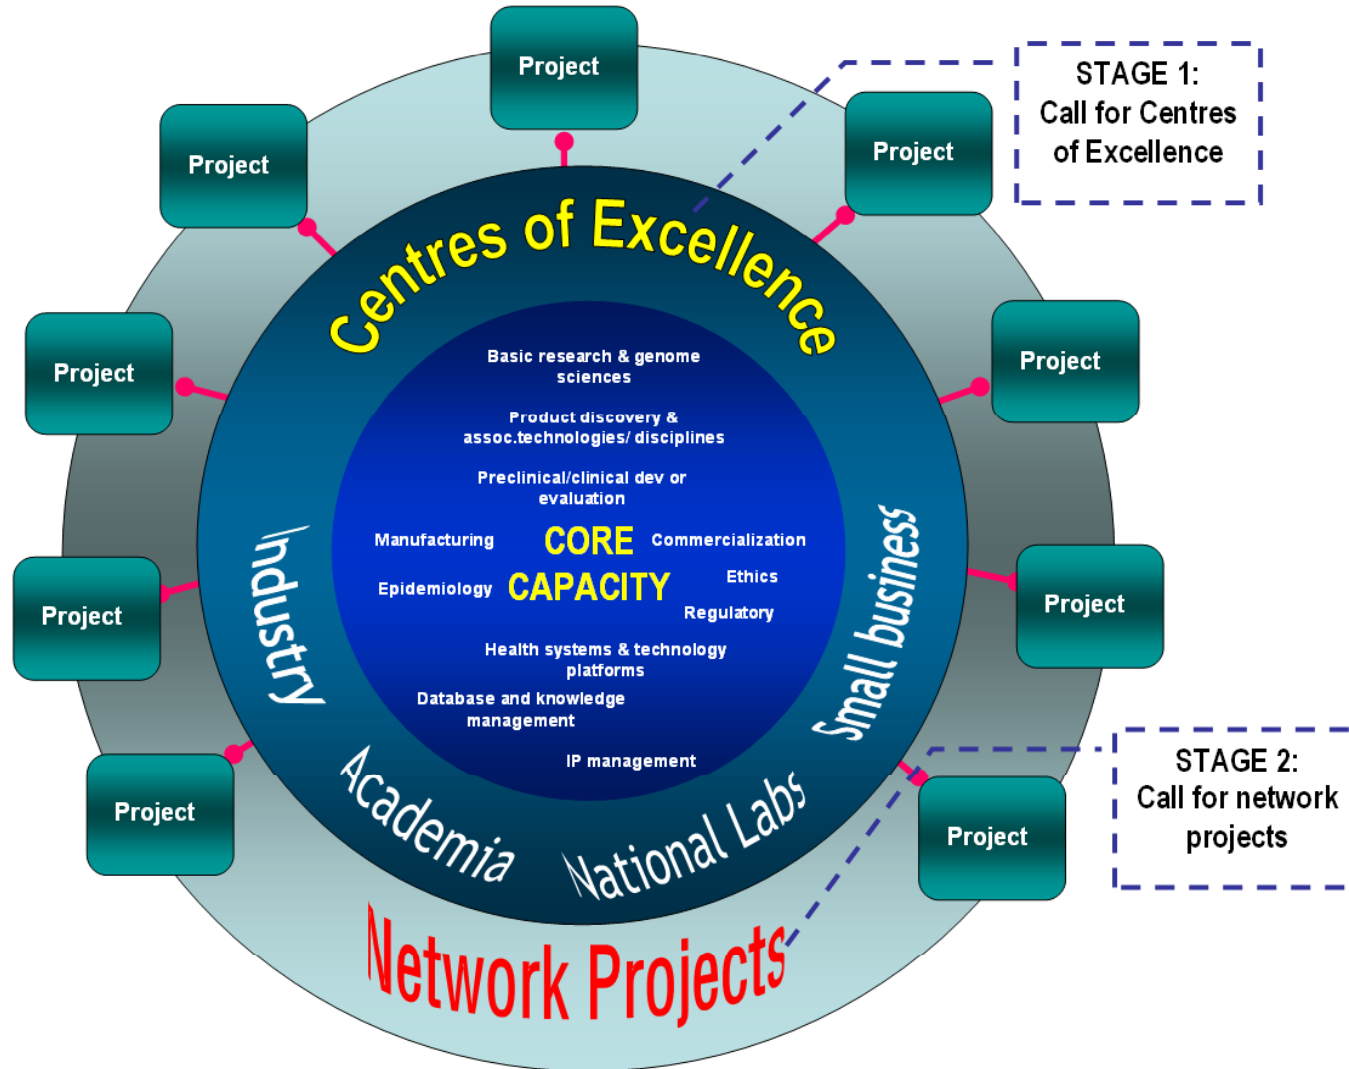 Project
STAGE 1:
Call for Centres
of Excellence
Project
Project
Centres of Excellence
Project
Project
Basic research & genome
sciences
Product discovery &
assoc.technologies/ disciplines
Preclinical/clinical dev or
evaluation
Manufacturing
CORE
Commercialization
Epidemiology
CAPACITY
Ethics
Regulatory
Industry
Small business
Project
Project
Health systems & technology
platforms
Database and knowledge
management
IP management
Academia
National Labs
Project
Project
STAGE 2:
Call for network
projects
Network Projects